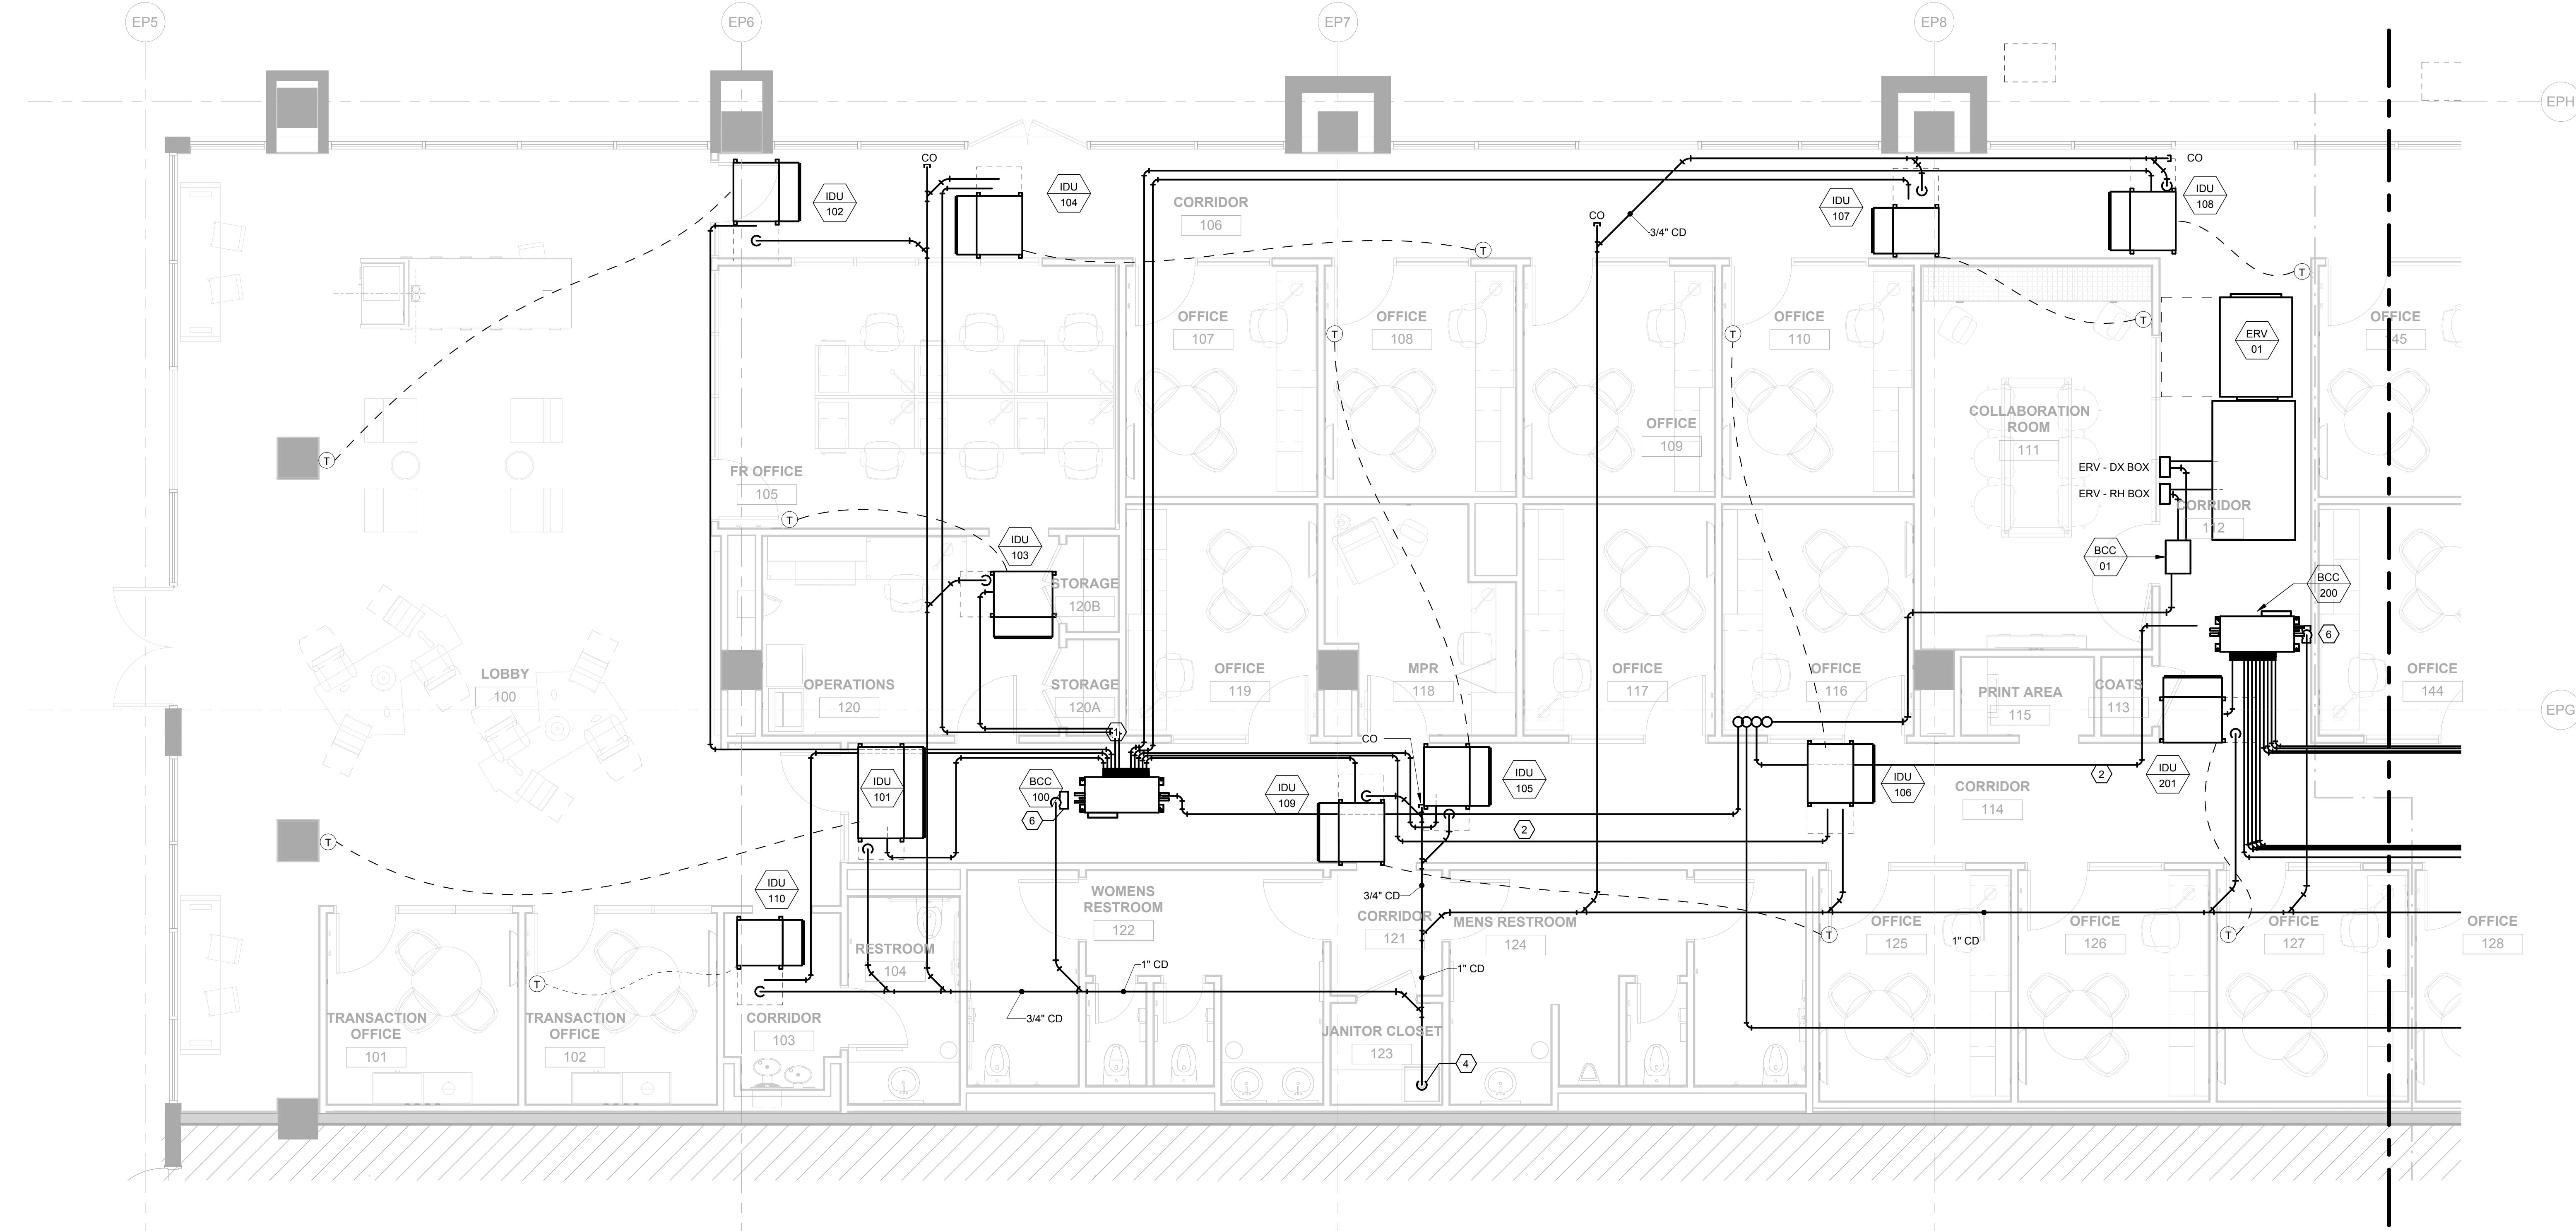 EP5
EP6
EP7
EP8
EPH
CO
CO
IDU
102
IDU
104
IDU
107
IDU
108
CORRIDOR
106
CO
3/4" CD
T
T
OFFICE
107
OFFICE
108
OFFICE
110
OFFICE
145
T
T
T
ERV
01
COLLABORATION
ROOM
111
OFFICE
109
T
FR OFFICE
105
ERV - DX BOX
ERV - RH BOX
CORRIDOR
112
T
IDU
103
BCC
01
STORAGE
120B
BCC
200
6
LOBBY
100
OPERATIONS
120
STORAGE
120A
OFFICE
119
MPR
118
OFFICE
117
OFFICE
116
PRINT AREA
115
COATS
113
OFFICE
144
EPG
1
CO
IDU
101
BCC
100
6
IDU
109
IDU
105
2
IDU
106
CORRIDOR
114
2
IDU
201
T
IDU
110
WOMENS
RESTROOM
122
3/4" CD
CORRIDOR
121
MENS RESTROOM
124
T
OFFICE
125
1" CD
OFFICE
126
T
OFFICE
127
OFFICE
128
RESTROOM
104
T
1" CD
1" CD
3/4" CD
TRANSACTION
OFFICE
101
TRANSACTION
OFFICE
102
CORRIDOR
103
JANITOR CLOSET
123
4